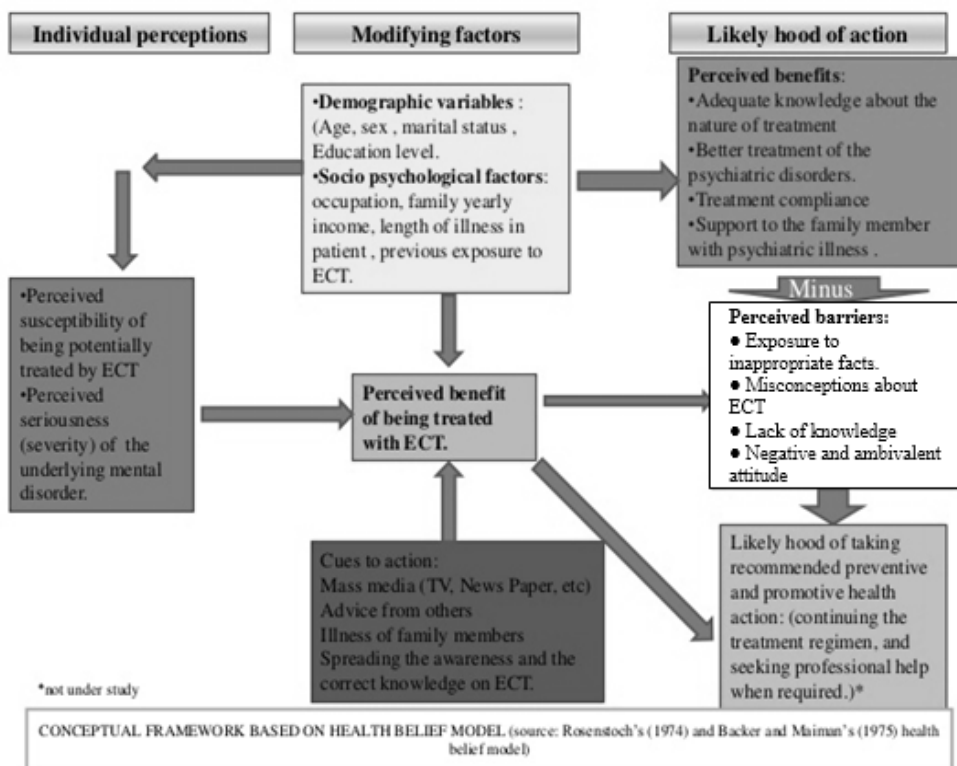 Individual perceptions
Modifying factors
Likely hood of action
•Demographic variables :
(Age, sex , marital status ,
Education level.
•Socio psychological factors:
occupation, family yearly
income, length of illness in
patient , previous exposure to
ECT.
Perceived benefits:
•Adequate knowledge about the
nature of treatment
•Better treatment of the
psychiatric disorders.
•Treatment compliance
•Support to the family member
with psychiatric illness .
Minus
•Perceived
susceptibility of
being potentially
treated by ECT
•Perceived
seriousness
(severity) of the
underlying mental
disorder.
Perceived benefit
of being treated
with ECT.
Perceived barriers:
● Exposure to
inappropriate facts.
● Misconceptions about
ECT
● Lack of knowledge
● Negative and ambivalent
attitude
Cues to action:
Mass media (TV, News Paper, etc)
Advice from others
Illness of family members
Spreading the awareness and the
correct knowledge on ECT.
Likely hood of taking
recommended preventive
and promotive health
action: (continuing the
treatment regimen, and
seeking professional help
when required.)*
*not under study
CONCEPTUAL FRAMEWORK BASED ON HEALTH BELIEF MODEL (source: Rosenstoch's (1974) and Backer and Maiman's (1975) health
belief model)